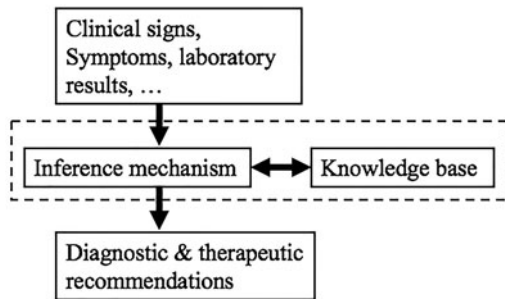 Clinical signs,
Symptoms, laboratory
results, …
Inference mechanism
Knowledge base
Diagnostic & therapeutic
recommendations